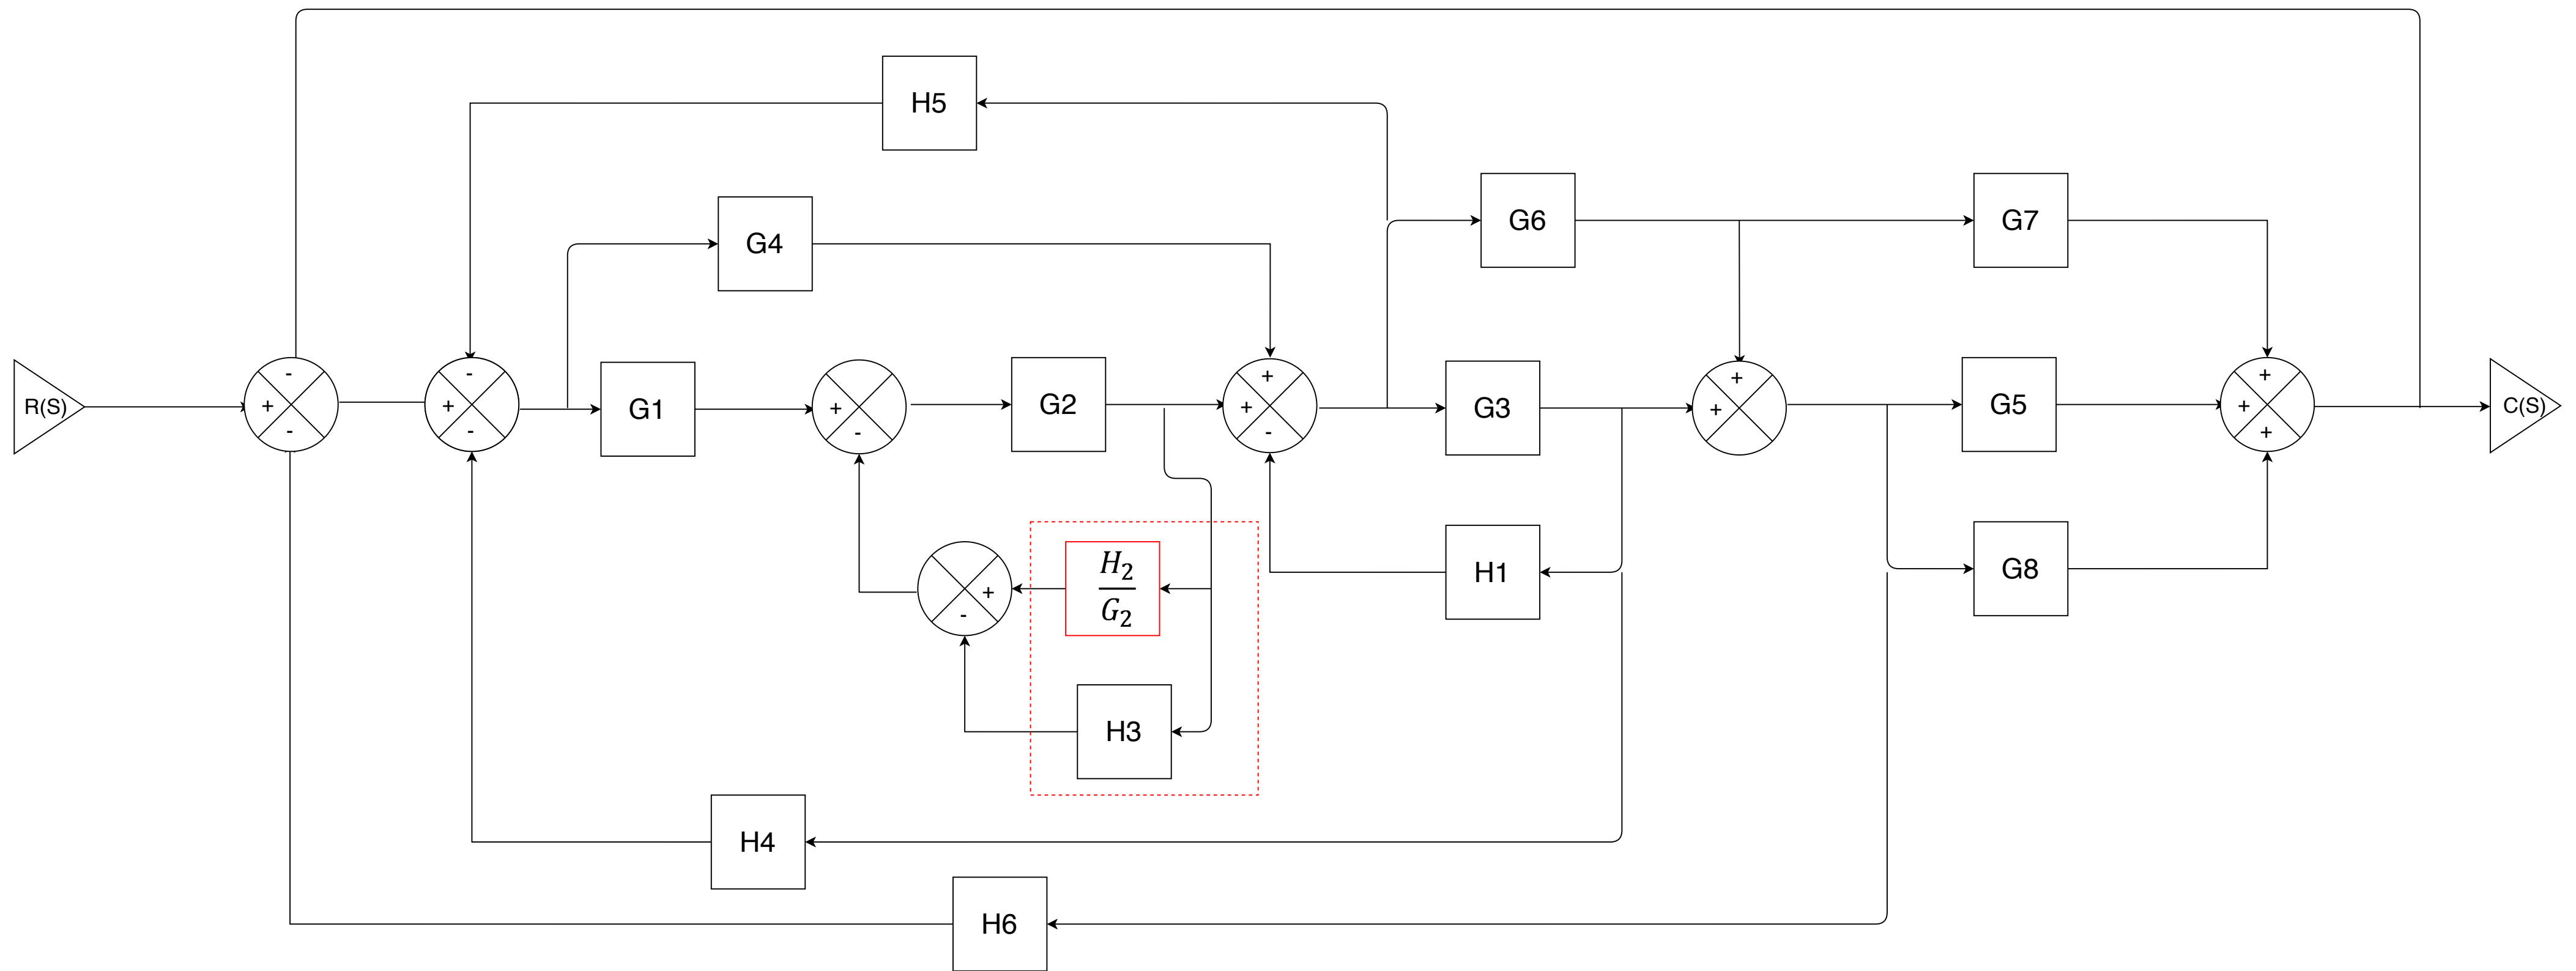 H5
G6
G7
G4
-
-
+
+
+
R(S)
+
-
+
-
G1
+
-
G2
+
-
G3
+
G5
+
+
C(S)
H2
G2
+
-
H1
G8
H3
H4
H6